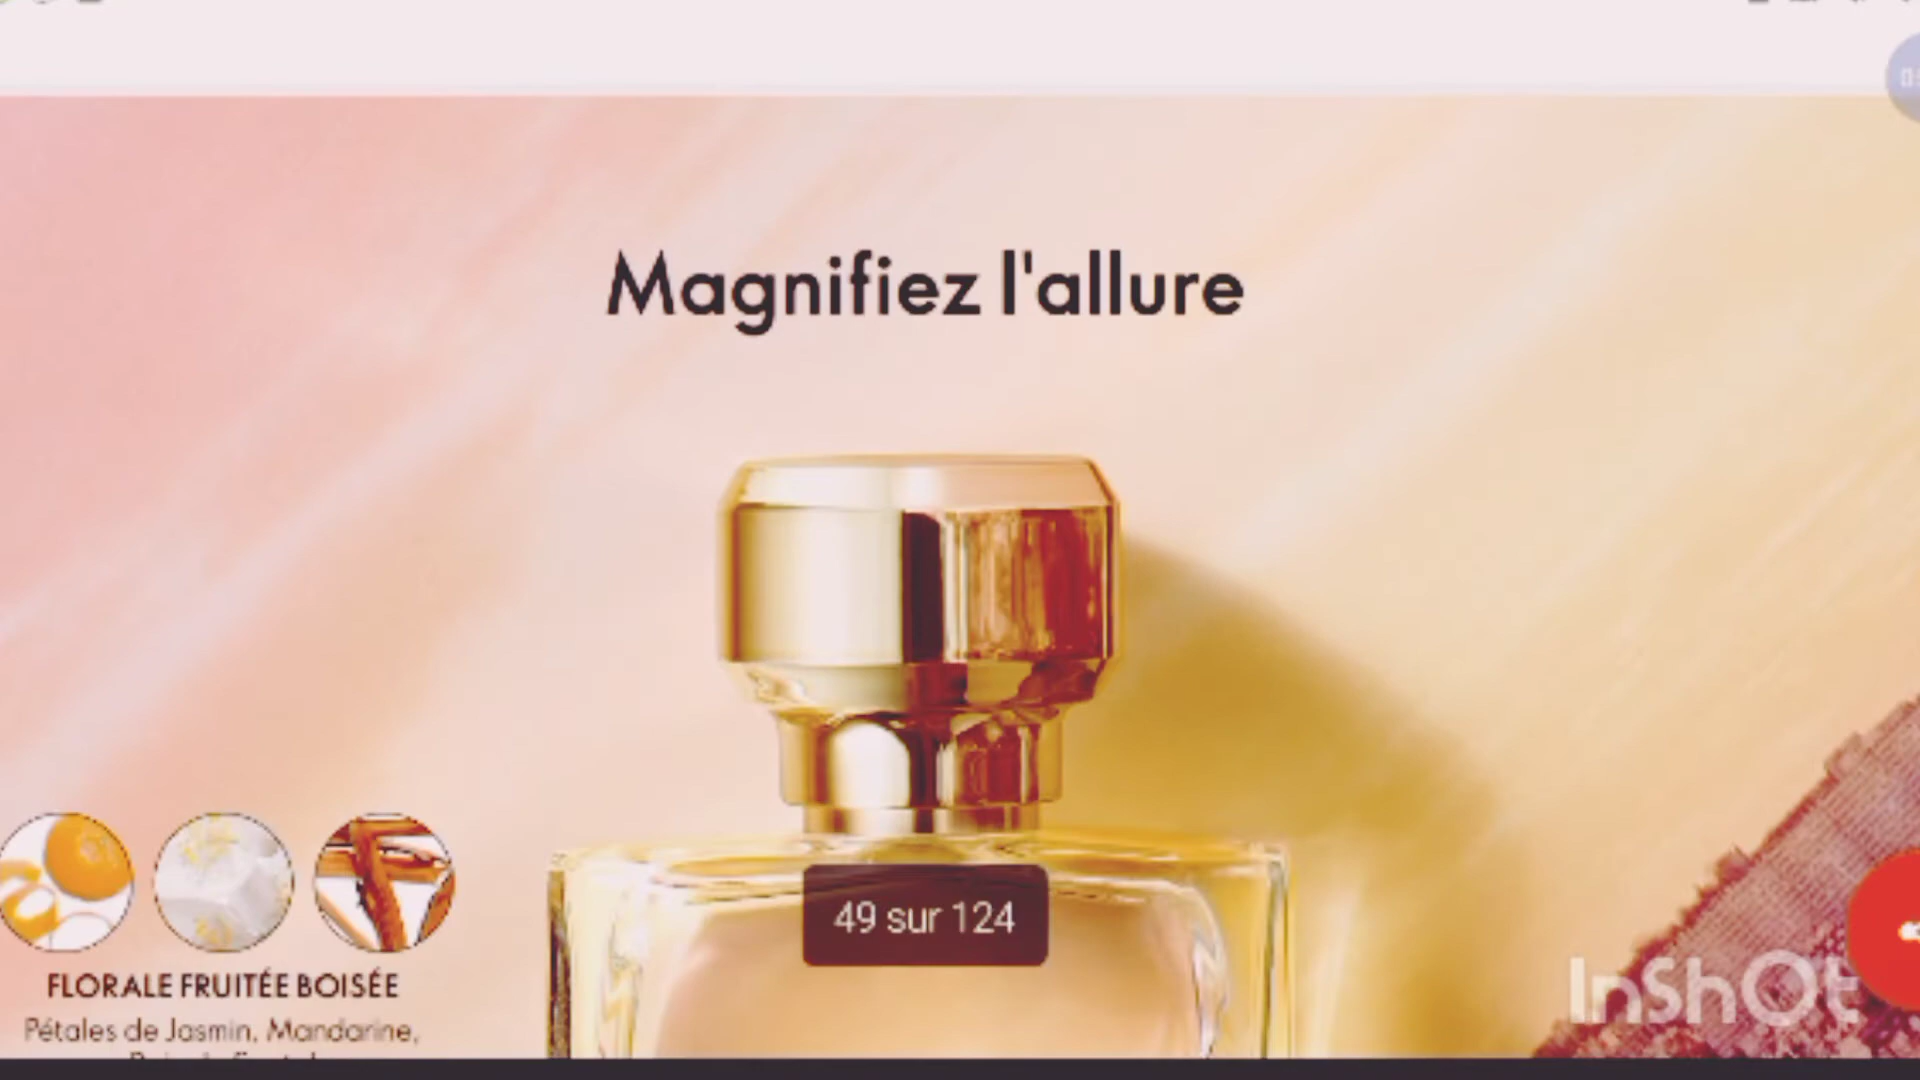 Magnifiez l'allure
49 sur 124
FLORALE FRUITÉE BOISÉE
Pétales de Jasmin, Mandarine,
InShOt